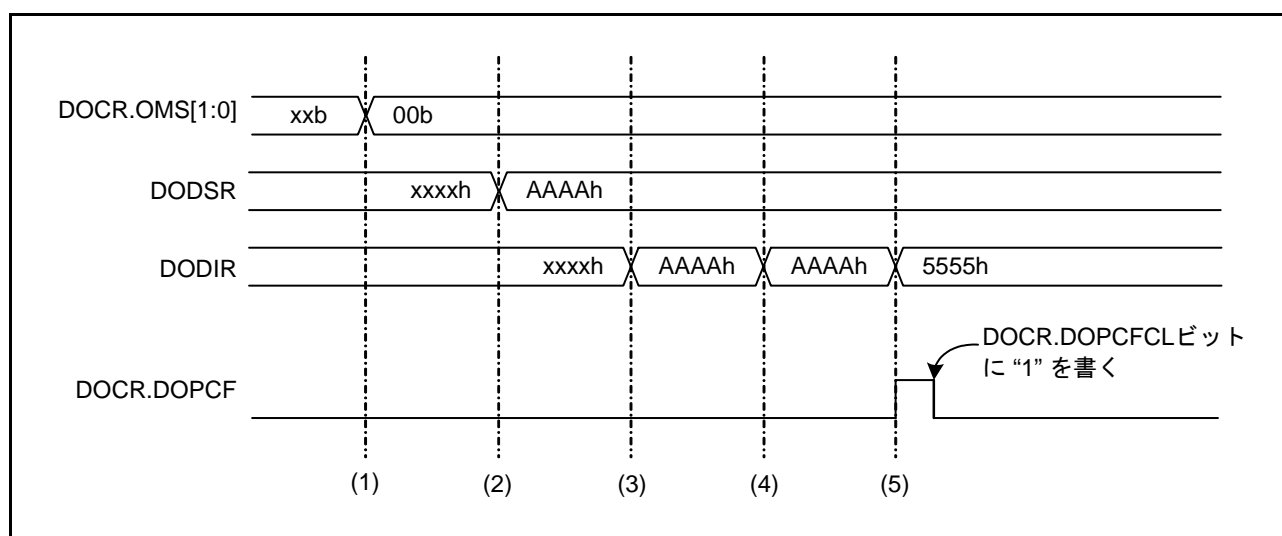 DOCR.OMS[1:0] xxb 00b
DODSR xxxxh AAAAh
DODIR xxxxh AAAAh AAAAh 5555h
DOCR.DOPCFCLビット
に “1” を書く
DOCR.DOPCF
(1) (2) (3) (4) (5)